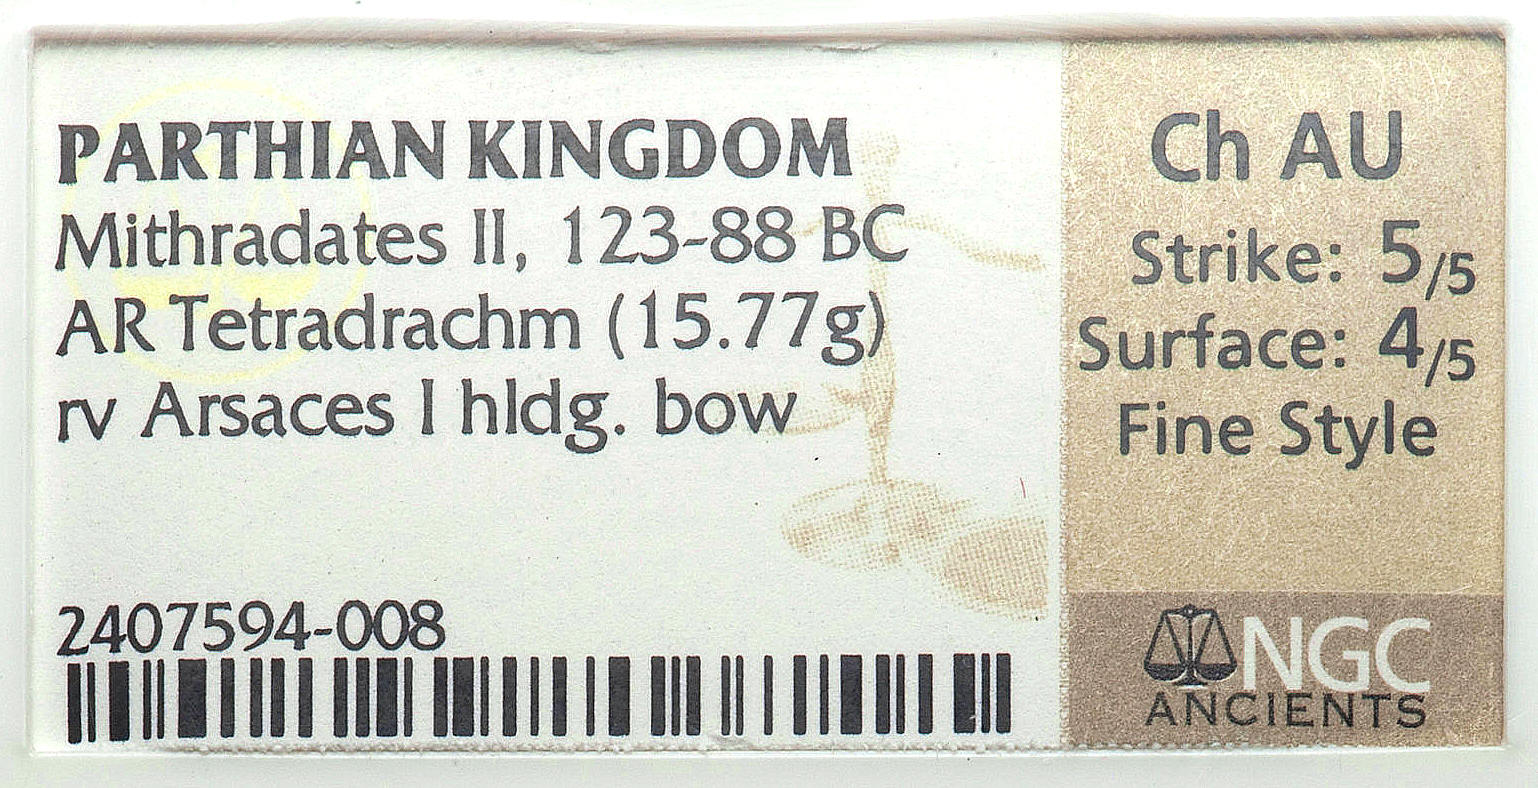 PARTHIAN KINGDOM
Mithradates II, 123-88 BC
AR Tetradrachm (15.77g)
rv Arsaces I hldg. bow
2407594-008
Ch AU
Strike: 5/5
Surface: 4/5
Fine Style
NGC
ANCIENTS